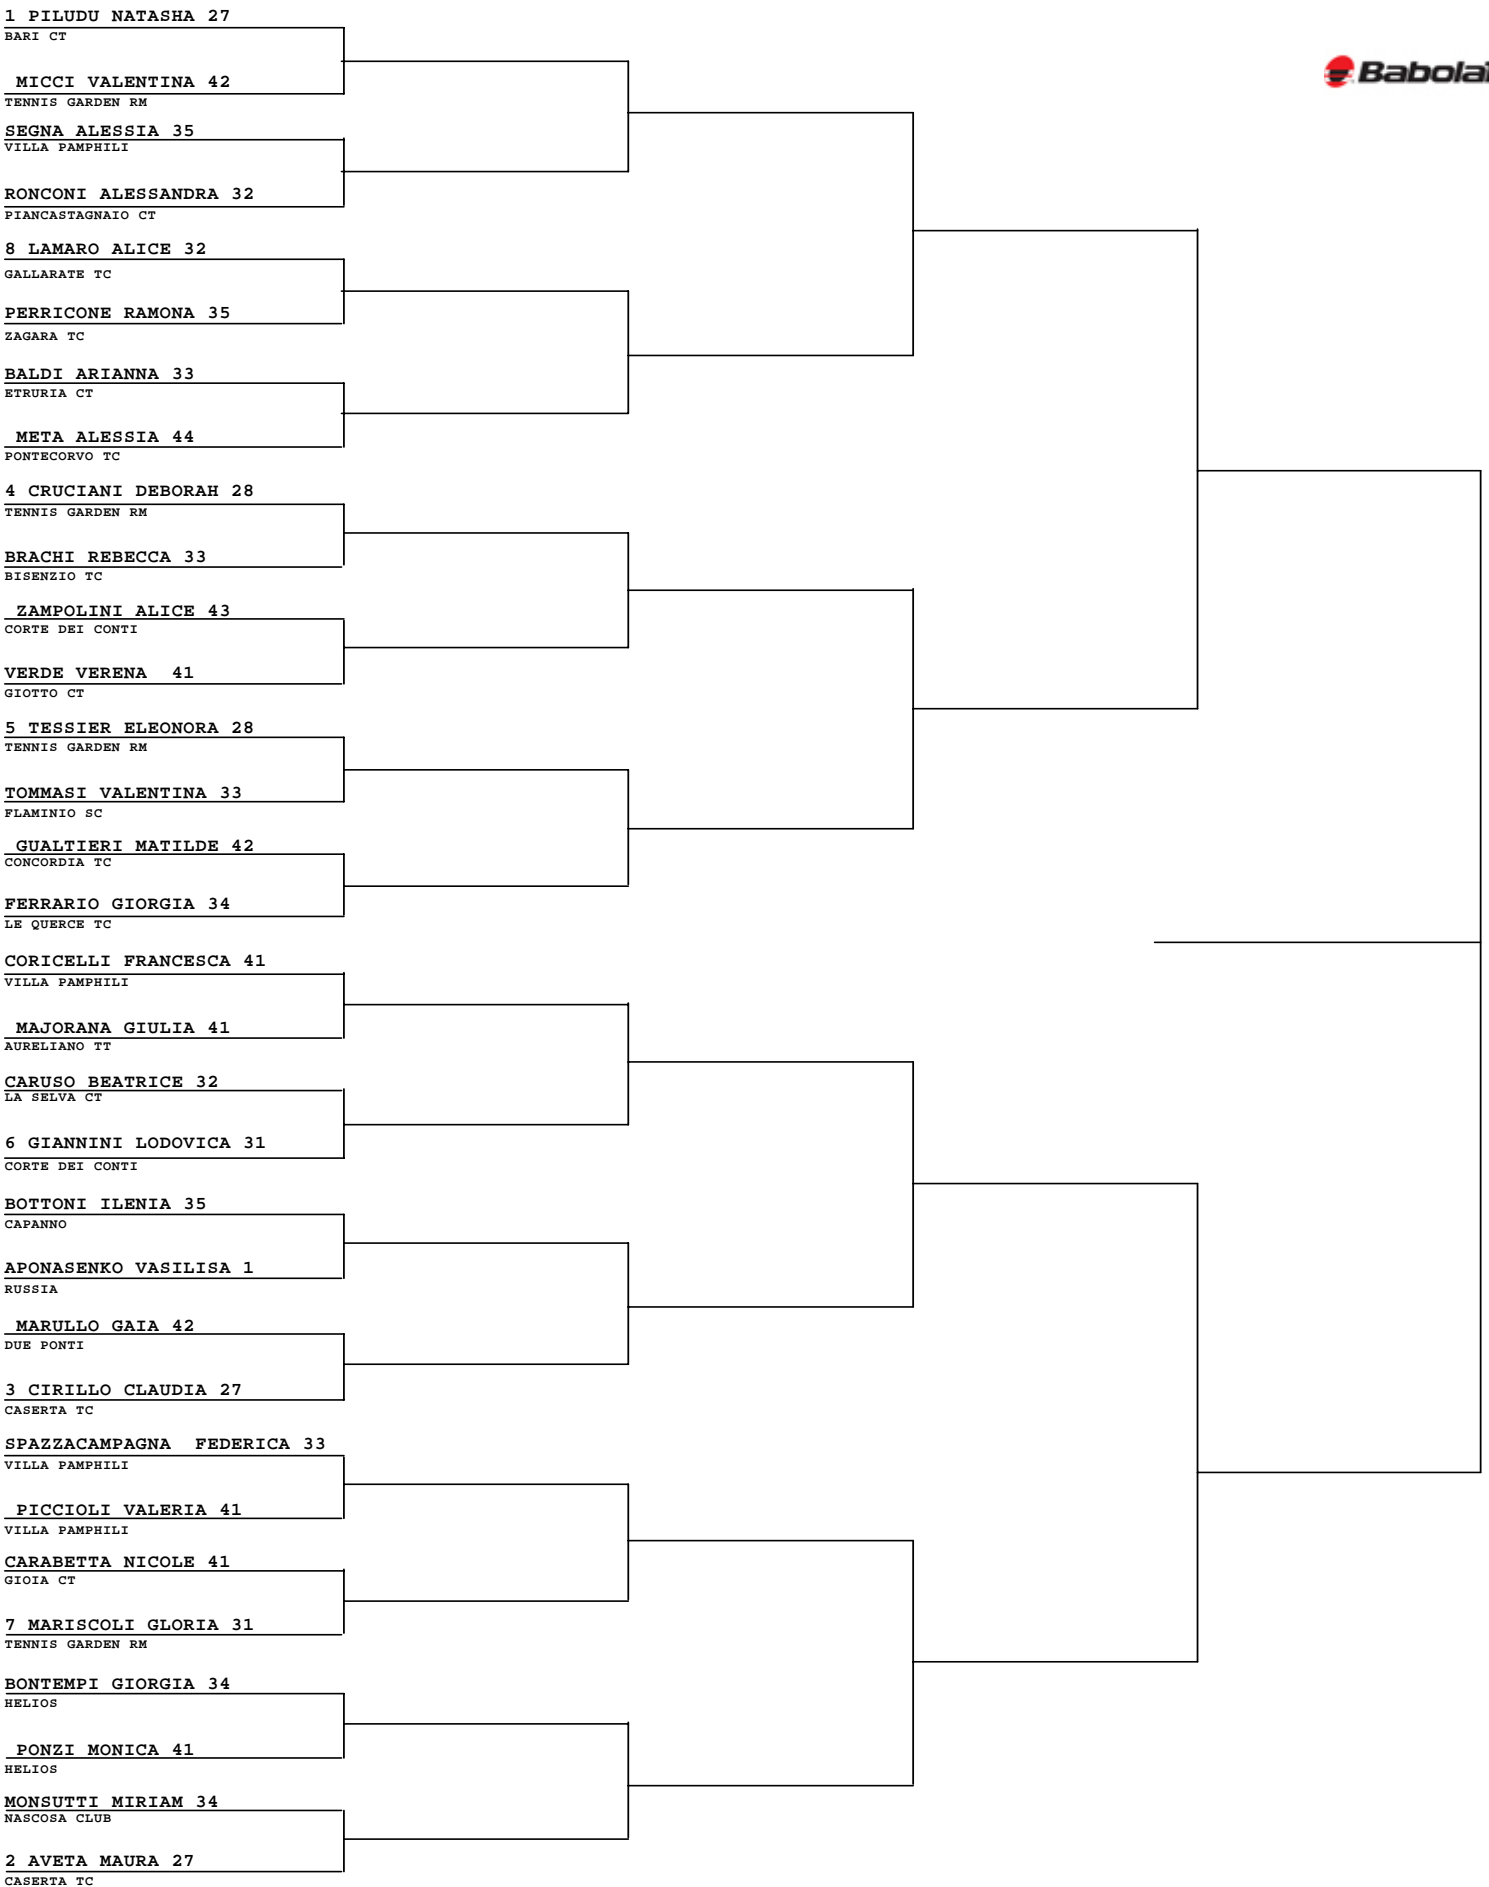 1 PILUDU NATASHA 27
BARI CT
Babolat
MICCI VALENTINA 42
TENNIS GARDEN RM
SEGNA ALESSIA 35
VILLA PAMPHILI
RONCONI ALESSANDRA 32
PIANCASTAGNAIO CT
8 LAMARO ALICE 32
GALLARATE TC
PERRICONE RAMONA 35
ZAGARA TC
BALDI ARIANNA 33
ETRURIA CT
META ALESSIA 44
PONTECORVO TC
4 CRUCIANI DEBORAH 28
TENNIS GARDEN RM
BRACHI REBECCA 33
BISENZIO TC
ZAMPOLINI ALICE 43
CORTE DEI CONTI
VERDE VERENA 41
GIOTTO CT
5 TESSIER ELEONORA 28
TENNIS GARDEN RM
TOMMASI VALENTINA 33
FLAMINIO SC
GUALTIERI MATILDE 42
CONCORDIA TC
FERRARIO GIORGIA 34
LE QUERCE TC
CORICELLI FRANCESCA 41
VILLA PAMPHILI
MAJORANA GIULIA 41
AURELIANO TT
CARUSO BEATRICE 32
LA SELVA CT
6 GIANNINI LODOVICA 31
CORTE DEI CONTI
BOTTONI ILENIA 35
CAPANNO
APONASENKO VASILISA 1
RUSSIA
MARULLO GAIA 42
DUE PONTI
3 CIRILLO CLAUDIA 27
CASERTA TC
SPAZZACAMPAGNA FEDERICA 33
VILLA PAMPHILI
PICCIOLI VALERIA 41
VILLA PAMPHILI
CARABETTA NICOLE 41
GIOIA CT
7 MARISCOLI GLORIA 31
TENNIS GARDEN RM
BONTEMPI GIORGIA 34
HELIOS
PONZI MONICA 41
HELIOS
MONSUTTI MIRIAM 34
NASCOSA CLUB
2 AVETA MAURA 27
CASERTA TC